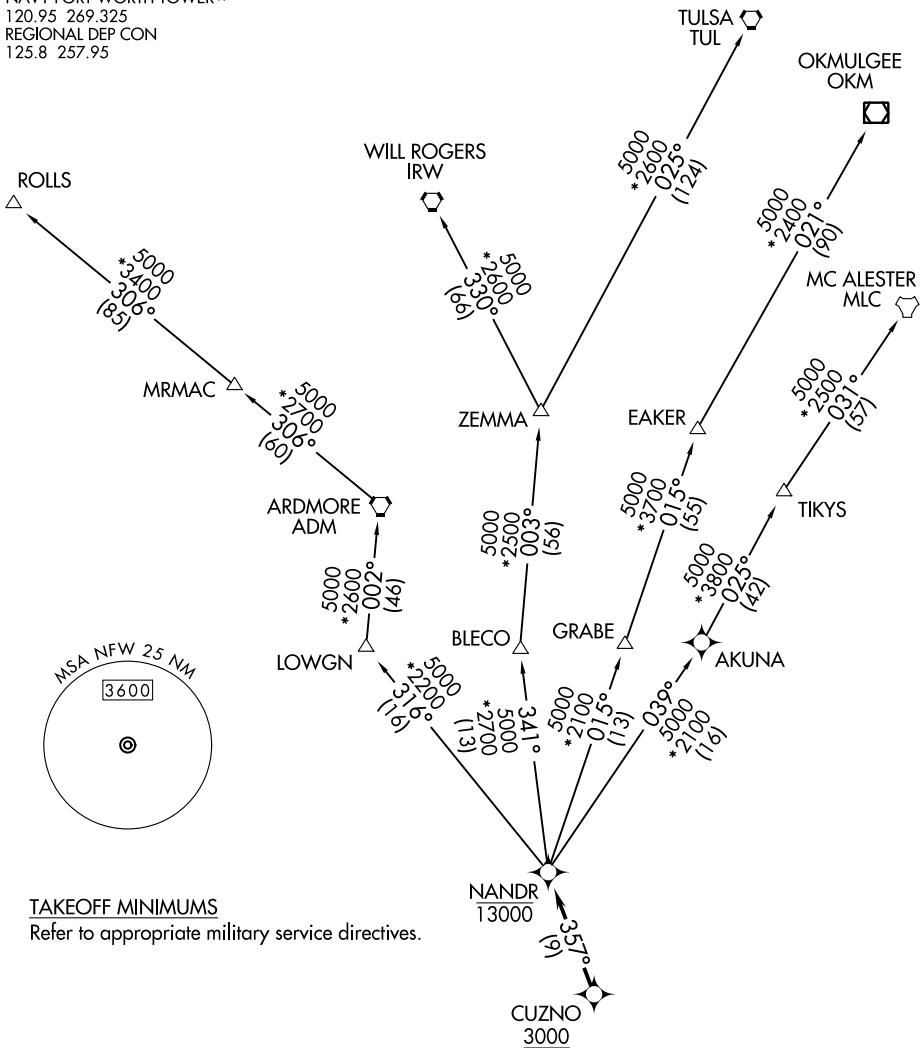 NAVY FORT WORTH TOWER*
120.95 269.325
REGIONAL DEP CON
125.8 257.95
TULSA
TUL
OKMULGEE
OKM
WILL ROGERS
IRW
ROLLS
5000
*2600
025°
(124)
5000
*2400
021°
(90)
5000
*2600
330°
(66)
5000
*3400
306°
(85)
MC ALESTER
MLC
MRMAC
5000
*2700
306°
(60)
ZEMMA
EAKER
5000
*2500
031°
(57)
ARDMORE
ADM
TIKYS
5000
*2500
003°
(56)
5000
*3700
015°
(55)
5000
*2600
002°
(46)
5000
*3800
025°
(42)
LOWGN
BLECO
GRABE
AKUNA
MSA NFW 25 NM
3600
5000
*2200
316°
(16)
341°
5000
*2700
(13)
5000
*2100
015°
(13)
039°
5000
*2100
(16)
NANDR
13000
TAKEOFF MINIMUMS
Refer to appropriate military service directives.
357°
(9)
CUZNO
3000